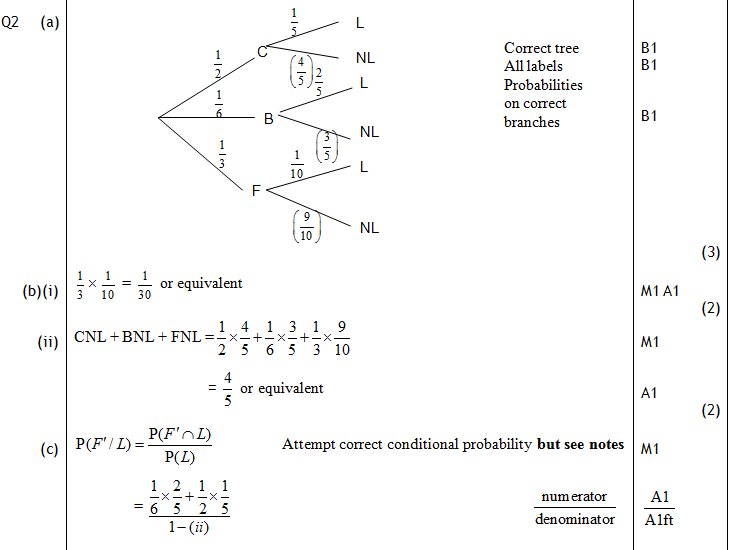 Q2 (a)
1/5 L
C
1/2 NL
(4/5) 2/5 L
1/6 B
NL
(3/5)
1/3 1/10 L
F
(9/10) NL
Correct tree B1
All labels B1
Probabilities
on correct
branches B1
(3)
(b)(i) 1/3 × 1/10 = 1/30 or equivalent M1 A1
(2)
(ii) CNL + BNL + FNL = 1/2 × 4/5 + 1/6 × 3/5 + 1/3 × 9/10 M1
= 4/5 or equivalent A1
(2)
(c) P(F′/L) = P(F′∩L)/P(L) Attempt correct conditional probability but see notes M1
= (1/6 × 2/5 + 1/2 × 1/5)/(1−(ii)) numerator/denominator A1/A1ft